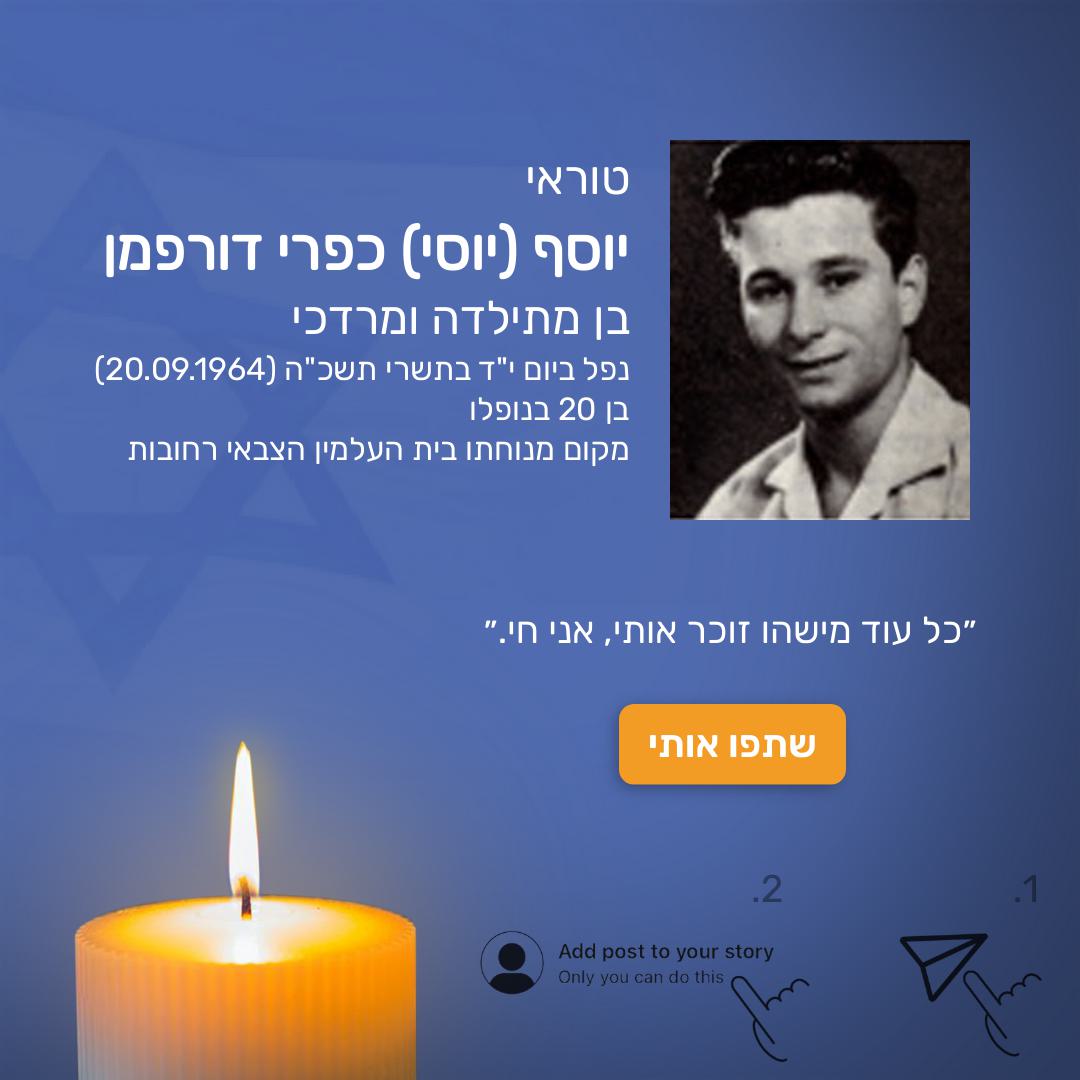 טוראי
יוסף (יוסי) כפרי דורפמן
בן מתילדה ומרדכי
נפל ביום י"ד בתשרי תשכ"ה (20.09.1964)
בן 20 בנופלו
מקום מנוחתו בית העלמין הצבאי רחובות
״כל עוד מישהו זוכר אותי, אני חי.״
שתפו אותי
.1
.2
Add post to your story
Only you can do this